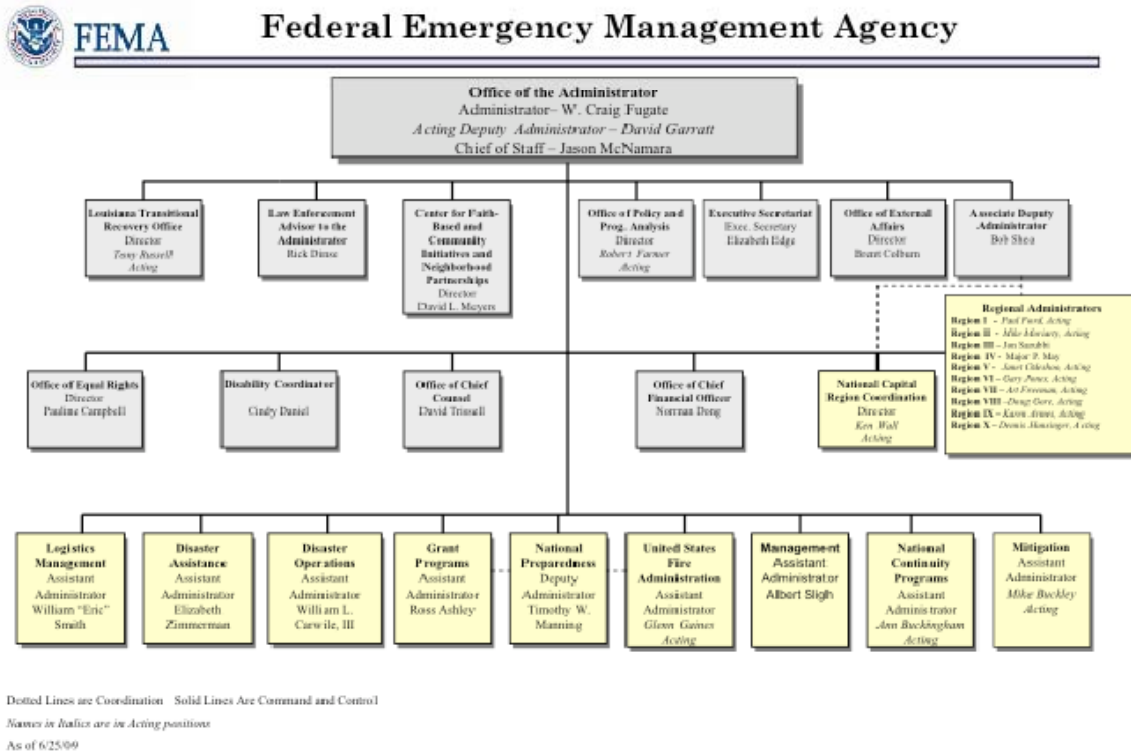 FEMA
Federal Emergency Management Agency
Office of the Administrator
Administrator– W. Craig Fugate
Acting Deputy Administrator – David Garratt
Chief of Staff – Jason McNamara
Louisiana Transitional
Recovery Office
Director
Tony Russell
Acting
Law Enforcement
Advisor to the
Administrator
Rick Dinse
Center for Faith-
Based and
Community
Initiatives and
Neighborhood
Partnerships
Director
David L. Meyers
Office of Policy and
Prog. Analysis
Director
Robert Farmer
Acting
Executive Secretariat
Exec. Secretary
Elizabeth Edge
Office of External
Affairs
Director
Brent Colburn
Associate Deputy
Administrator
Bob Shea
Regional Administrators
Region I - Paul Ford, Acting
Region II - Mike Moriarty, Acting
Region III – Jon
Region IV - Major P. May
Region V - Janet Odeshoo, Acting
Region VI – Gary Jones, Acting
Region VII – Art Freeman, Acting
Region VIII –Doug Gore, Acting
Region IX – Karen Armes, Acting
Region X – Dennis Hunsinger, Acting
Office of Equal Rights
Director
Pauline Campbell
Disability Coordinator
Cindy Daniel
Office of Chief
Counsel
David Trissell
Office of Chief
Financial Officer
Norman Dong
National Capital
Region Coordination
Director
Ken Wall
Acting
Logistics
Management
Assistant
Administrator
William “Eric”
Smith
Disaster
Assistance
Assistant
Administrator
Elizabeth
Zimmerman
Disaster
Operations
Assistant
Administrator
William L.
Carwile, III
Grant
Programs
Assistant
Administrator
Ross Ashley
National
Preparedness
Deputy
Administrator
Timothy W.
Manning
United States
Fire
Administration
Assistant
Administrator
Glenn Gaines
Acting
Management
Assistant
Administrator
Albert Sligh
National
Continuity
Programs
Assistant
Administrator
Ann Buckingham
Acting
Mitigation
Assistant
Administrator
Mike Buckley
Acting
Dotted Lines are Coordination Solid Lines Are Command and Control
Names in Italics are in Acting positions
As of 6/25/09